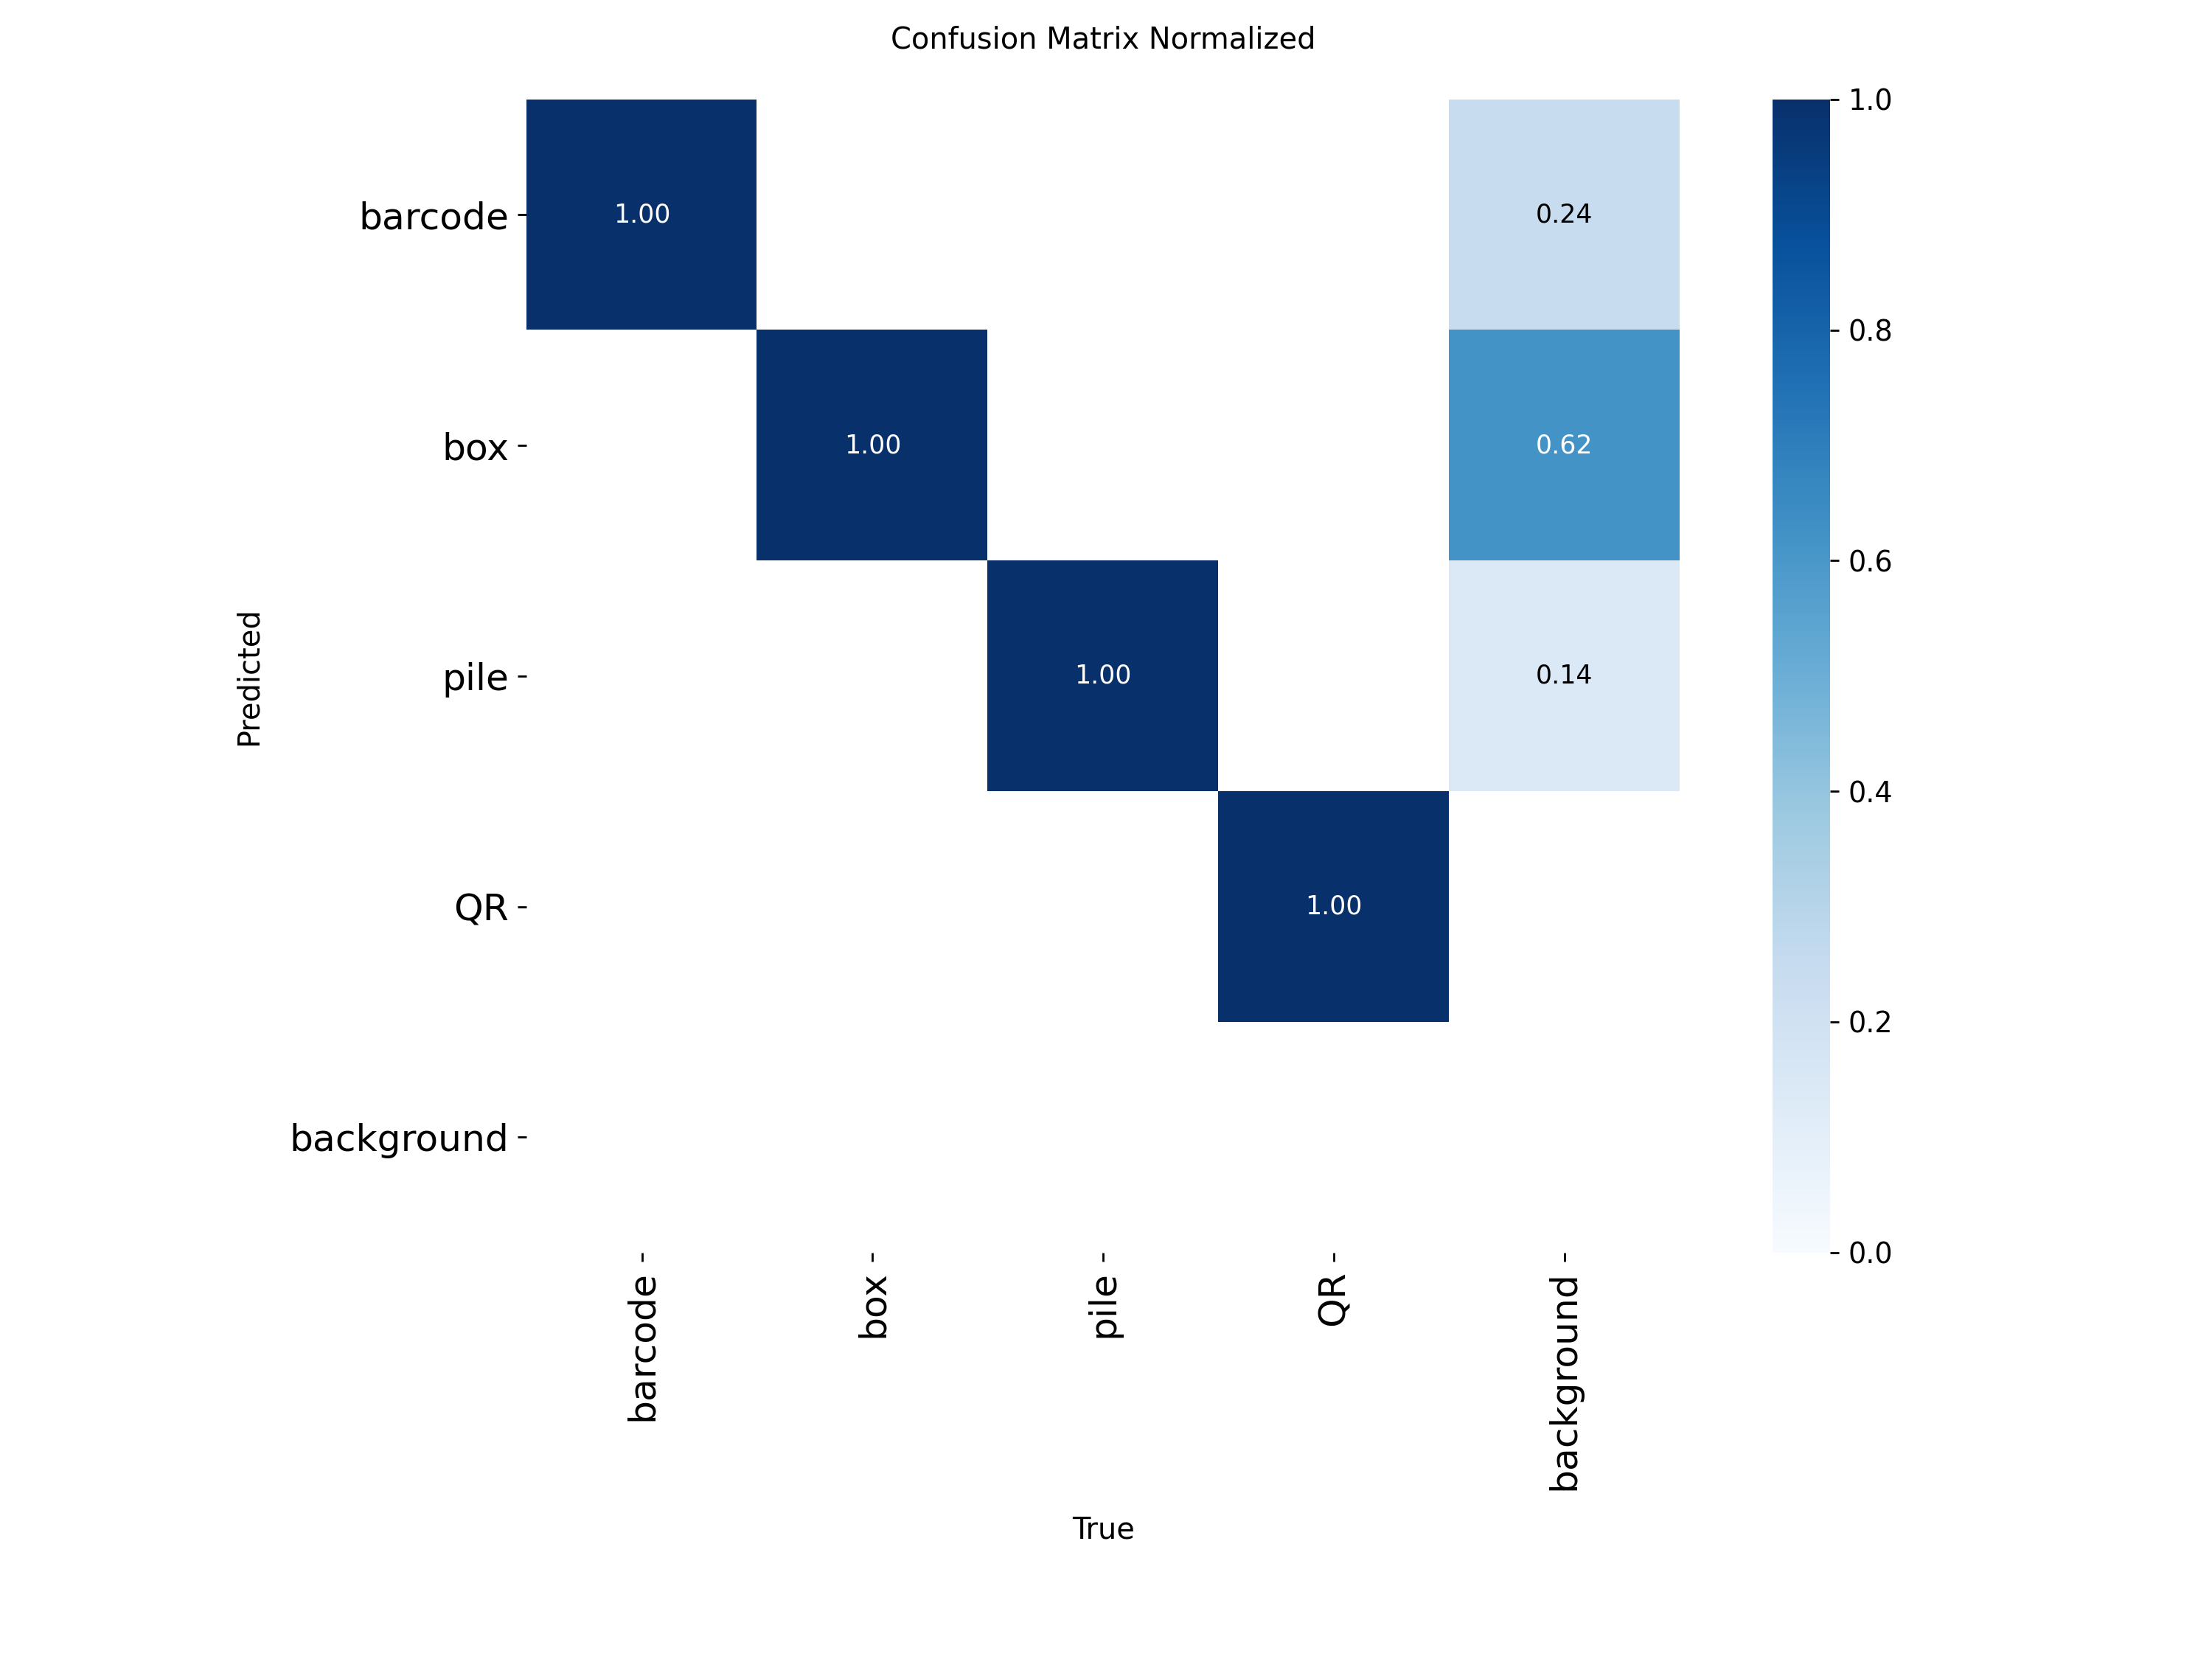 Confusion Matrix Normalized
barcode
1.00
0.24
box
1.00
0.62
pile
1.00
0.14
QR
1.00
background
Predicted
barcode
box
pile
QR
background
True
1.0
0.8
0.6
0.4
0.2
0.0